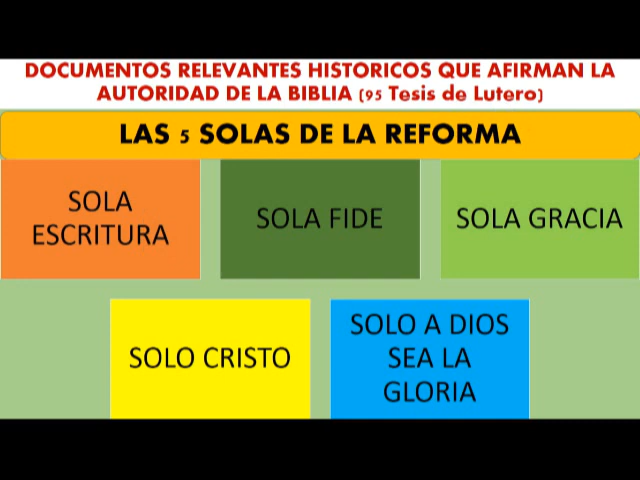 DOCUMENTOS RELEVANTES HISTORICOS QUE AFIRMAN LA
AUTORIDAD DE LA BIBLIA (95 Tesis de Lutero)
LAS 5 SOLAS DE LA REFORMA
SOLA
ESCRITURA
SOLA FIDE
SOLA GRACIA
SOLO CRISTO
SOLO A DIOS
SEA LA
GLORIA